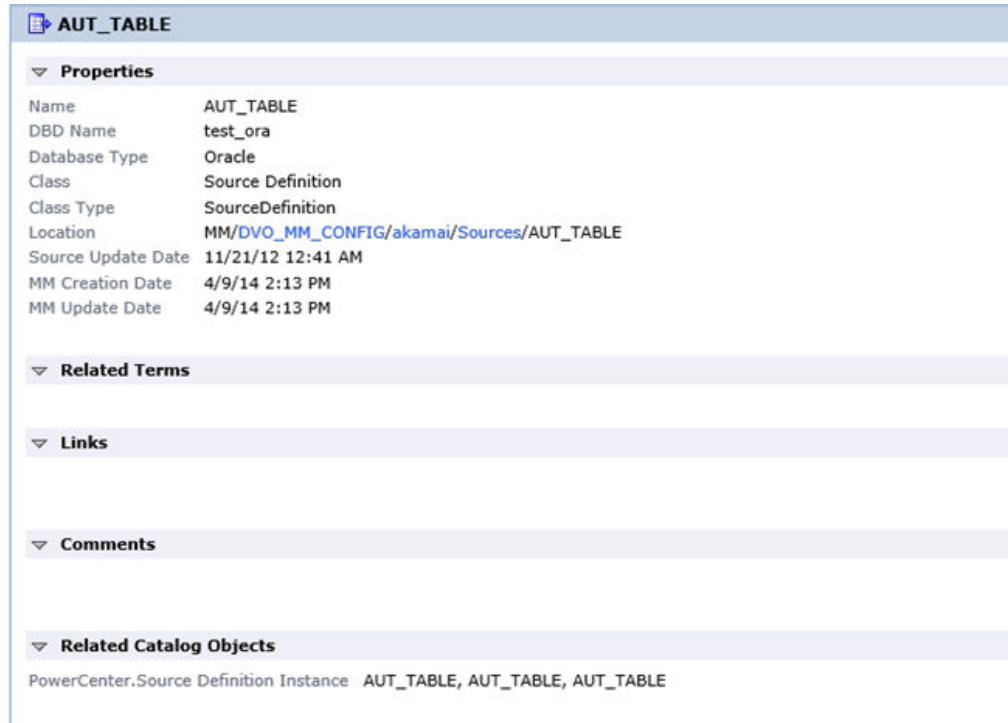 AUT_TABLE
Properties
Name AUT_TABLE
DBD Name test_ora
Database Type Oracle
Class Source Definition
Class Type SourceDefinition
Location MM/DVO_MM_CONFIG/akamai/Sources/AUT_TABLE
Source Update Date 11/21/12 12:41 AM
MM Creation Date 4/9/14 2:13 PM
MM Update Date 4/9/14 2:13 PM
Related Terms
Links
Comments
Related Catalog Objects
PowerCenter.Source Definition Instance AUT_TABLE, AUT_TABLE, AUT_TABLE